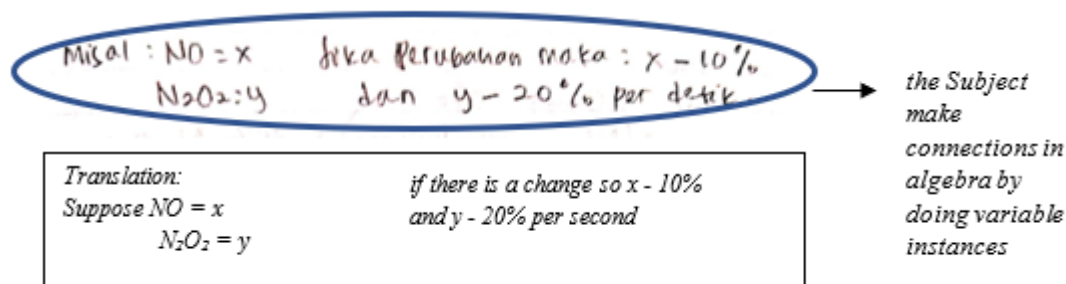 Misal : NO = x Jika Perubahan maka : x - 10%
N2O2 : y dan y - 20% per detik
the Subject
make
connections in
algebra by
doing variable
instances
Translation:
Suppose NO = x if there is a change so x - 10%
N₂O₂ = y and y - 20% per second